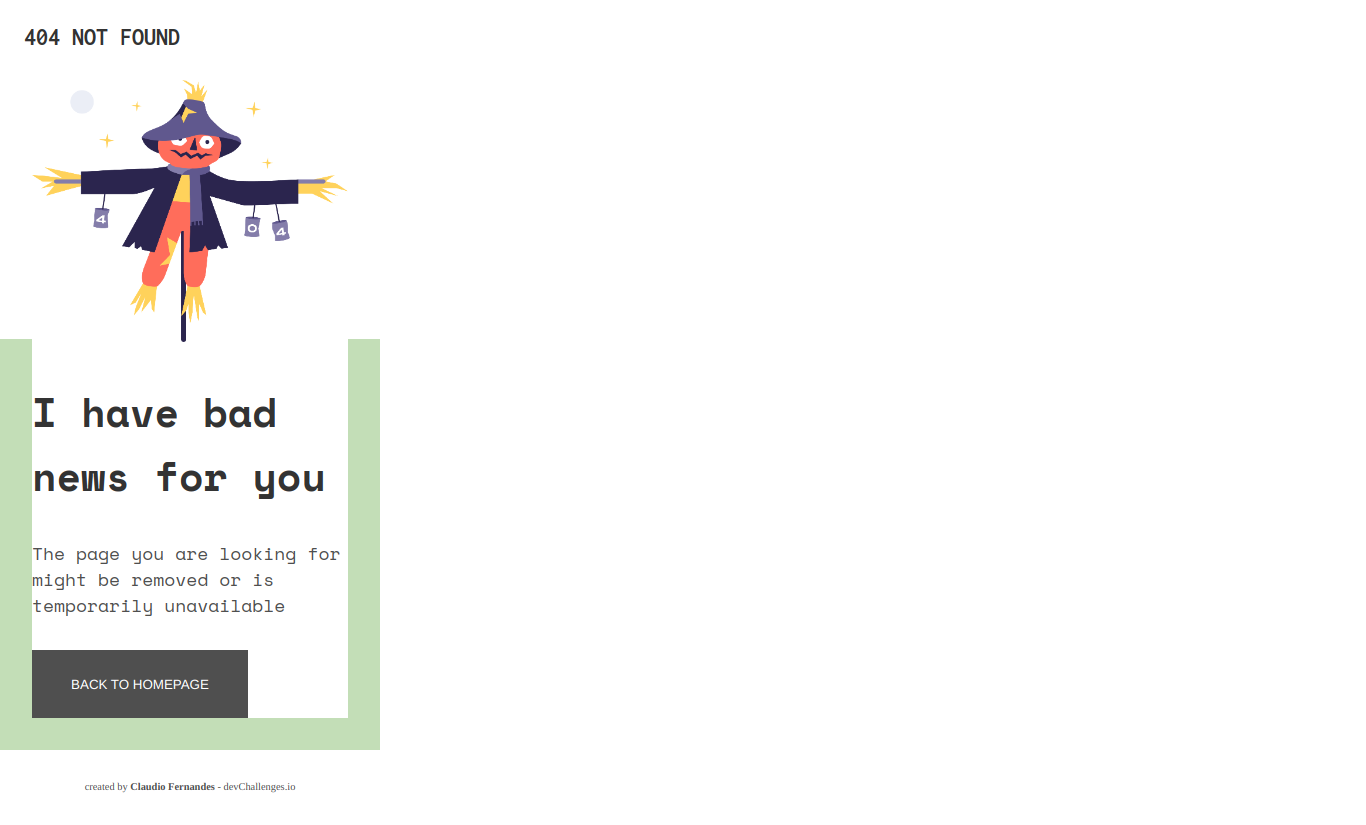 404 NOT FOUND
4
0
4
I have bad
news for you
The page you are looking for
might be removed or is
temporarily unavailable
BACK TO HOMEPAGE
created by Claudio Fernandes - devChallenges.io